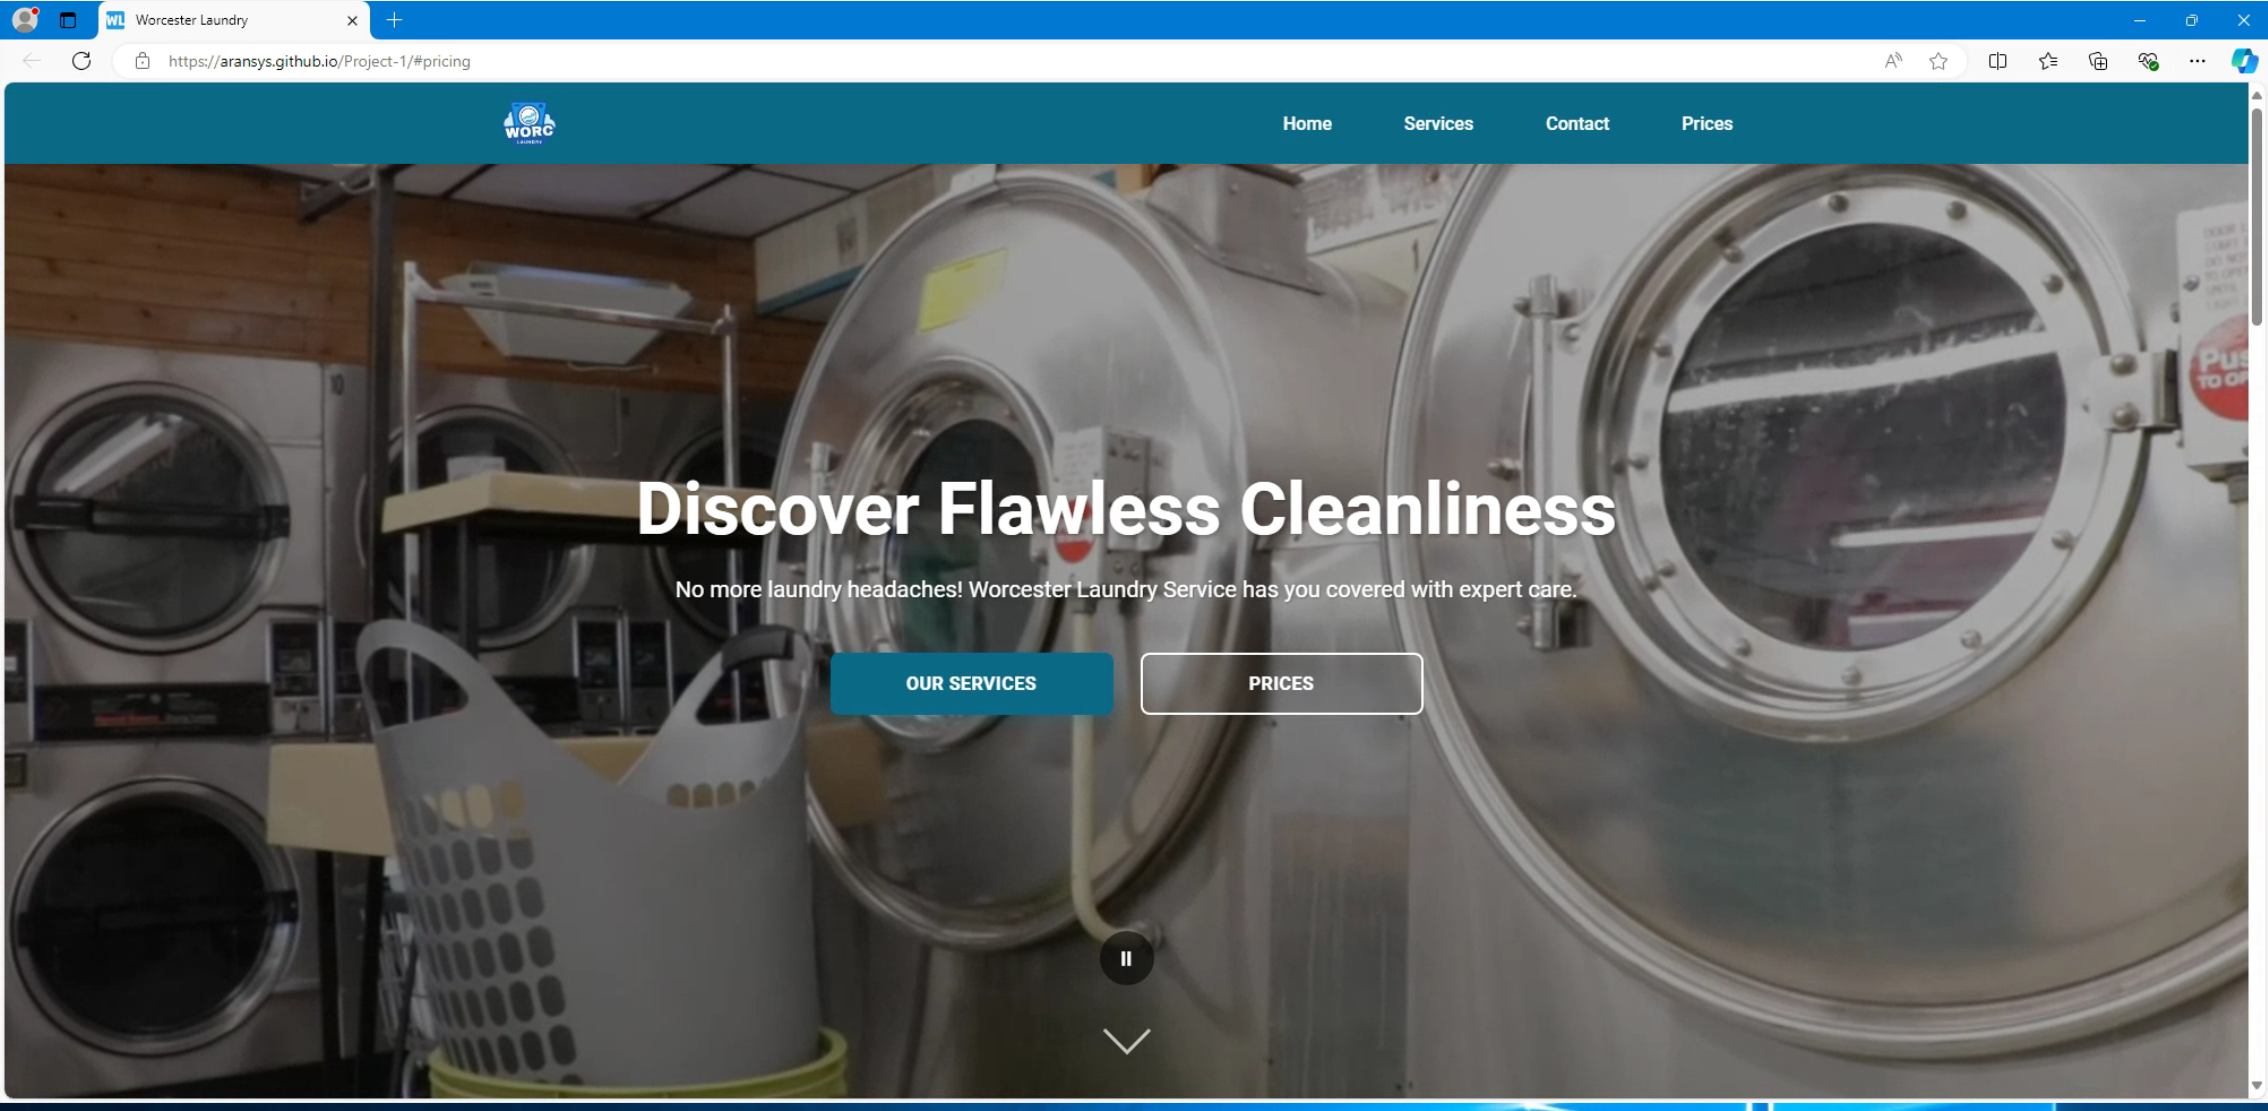 WL Worcester Laundry
https://aransys.github.io/Project-1/#pricing
WORC
LAUNDRY
Home
Services
Contact
Prices
10
Discover Flawless Cleanliness
No more laundry headaches! Worcester Laundry Service has you covered with expert care.
OUR SERVICES
PRICES